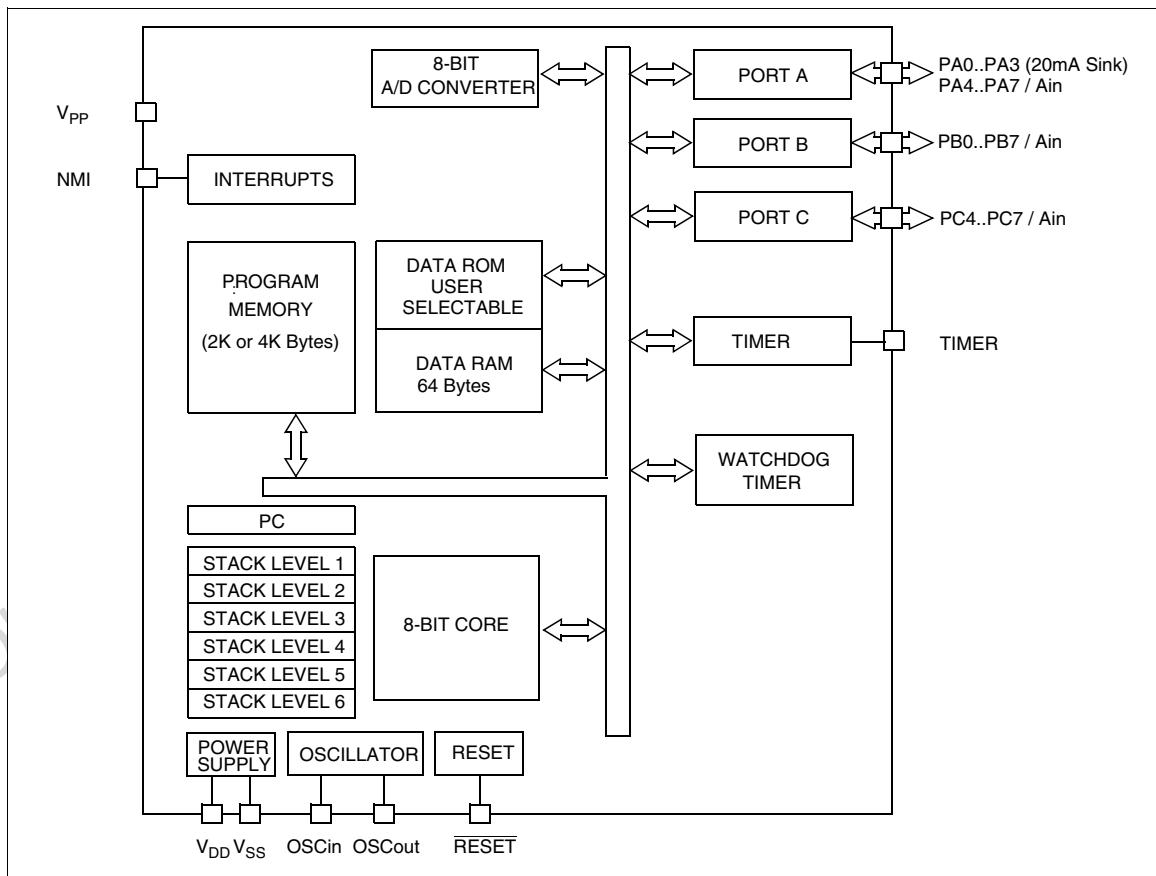 8-BIT
A/D CONVERTER
PORT A
PA0..PA3 (20mA Sink)
PA4..PA7 / Ain
VPP
PORT B
PB0..PB7 / Ain
NMI
INTERRUPTS
PORT C
PC4..PC7 / Ain
PROGRAM
MEMORY
(2K or 4K Bytes)
DATA ROM
USER
SELECTABLE
DATA RAM
64 Bytes
TIMER
TIMER
WATCHDOG
TIMER
PC
STACK LEVEL 1
STACK LEVEL 2
STACK LEVEL 3
STACK LEVEL 4
STACK LEVEL 5
STACK LEVEL 6
8-BIT CORE
POWER
SUPPLY
OSCILLATOR
RESET
VDD VSS
OSCin OSCout
RESET